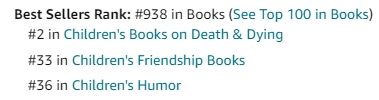 Best Sellers Rank: #938 in Books (See Top 100 in Books)
#2 in Children's Books on Death & Dying
#33 in Children's Friendship Books
#36 in Children's Humor